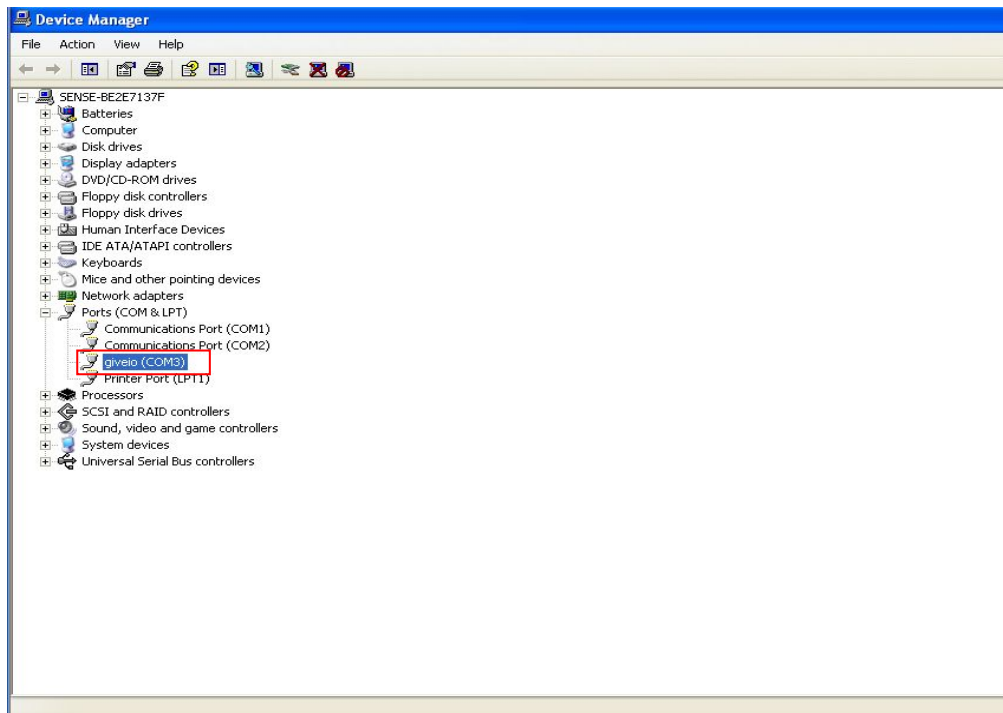 Device Manager
File Action View Help
SENSE-BE2E7137F
Batteries
Computer
Disk drives
Display adapters
DVD/CD-ROM drives
Floppy disk controllers
Floppy disk drives
Human Interface Devices
IDE ATA/ATAPI controllers
Keyboards
Mice and other pointing devices
Network adapters
Ports (COM & LPT)
Communications Port (COM1)
Communications Port (COM2)
giveio (COM3)
Printer Port (LPT1)
Processors
SCSI and RAID controllers
Sound, video and game controllers
System devices
Universal Serial Bus controllers